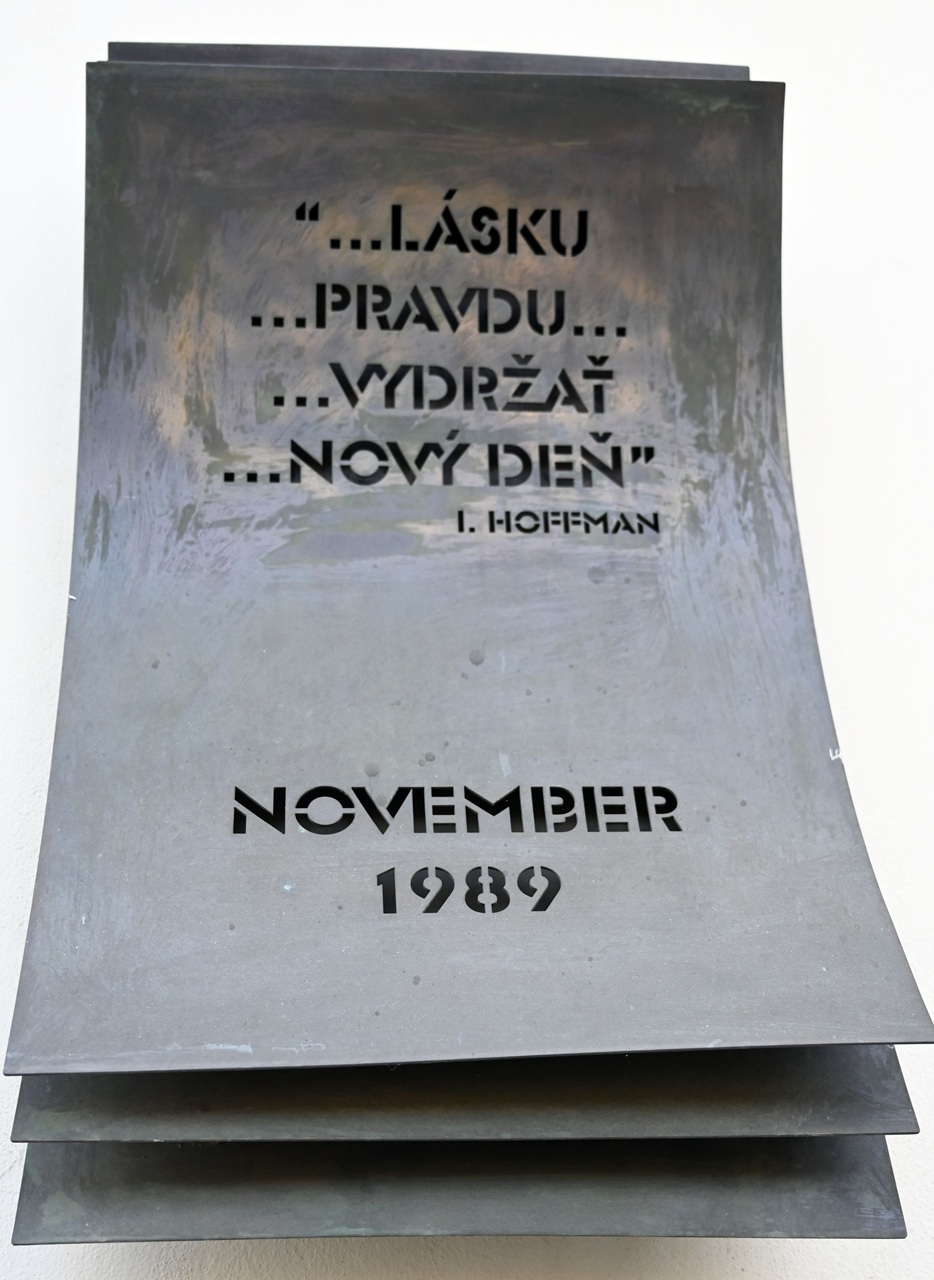 “...LÁSKU
...PRAVDU...
...VYDRŽAŤ
...NOVÝ DEŇ”
I. HOFFMAN
NOVEMBER
1989